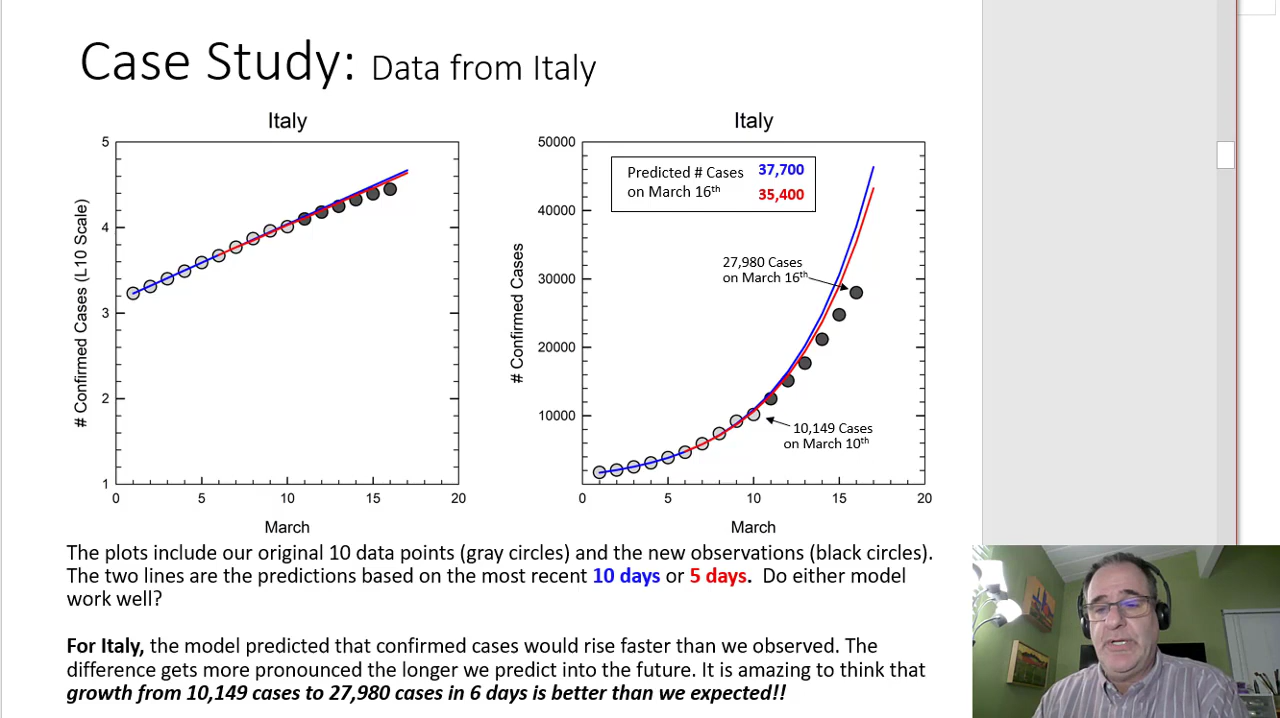 Case Study: Data from Italy
Italy
5
4
3
2
1
0
5
10
15
20
# Confirmed Cases (L10 Scale)
March
Italy
50000
40000
30000
20000
10000
0
5
10
15
20
# Confirmed Cases
March
Predicted # Cases 37,700
on March 16th 35,400
27,980 Cases
on March 16th
10,149 Cases
on March 10th
The plots include our original 10 data points (gray circles) and the new observations (black circles).
The two lines are the predictions based on the most recent 10 days or 5 days. Do either model
work well?
For Italy, the model predicted that confirmed cases would rise faster than we observed. The
difference gets more pronounced the longer we predict into the future. It is amazing to think that
growth from 10,149 cases to 27,980 cases in 6 days is better than we expected!!